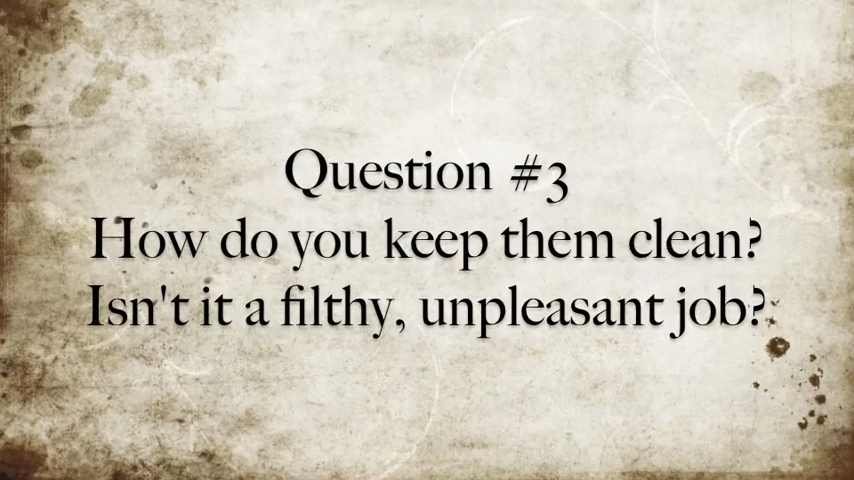 Question #3
How do you keep them clean?
Isn't it a filthy, unpleasant job?